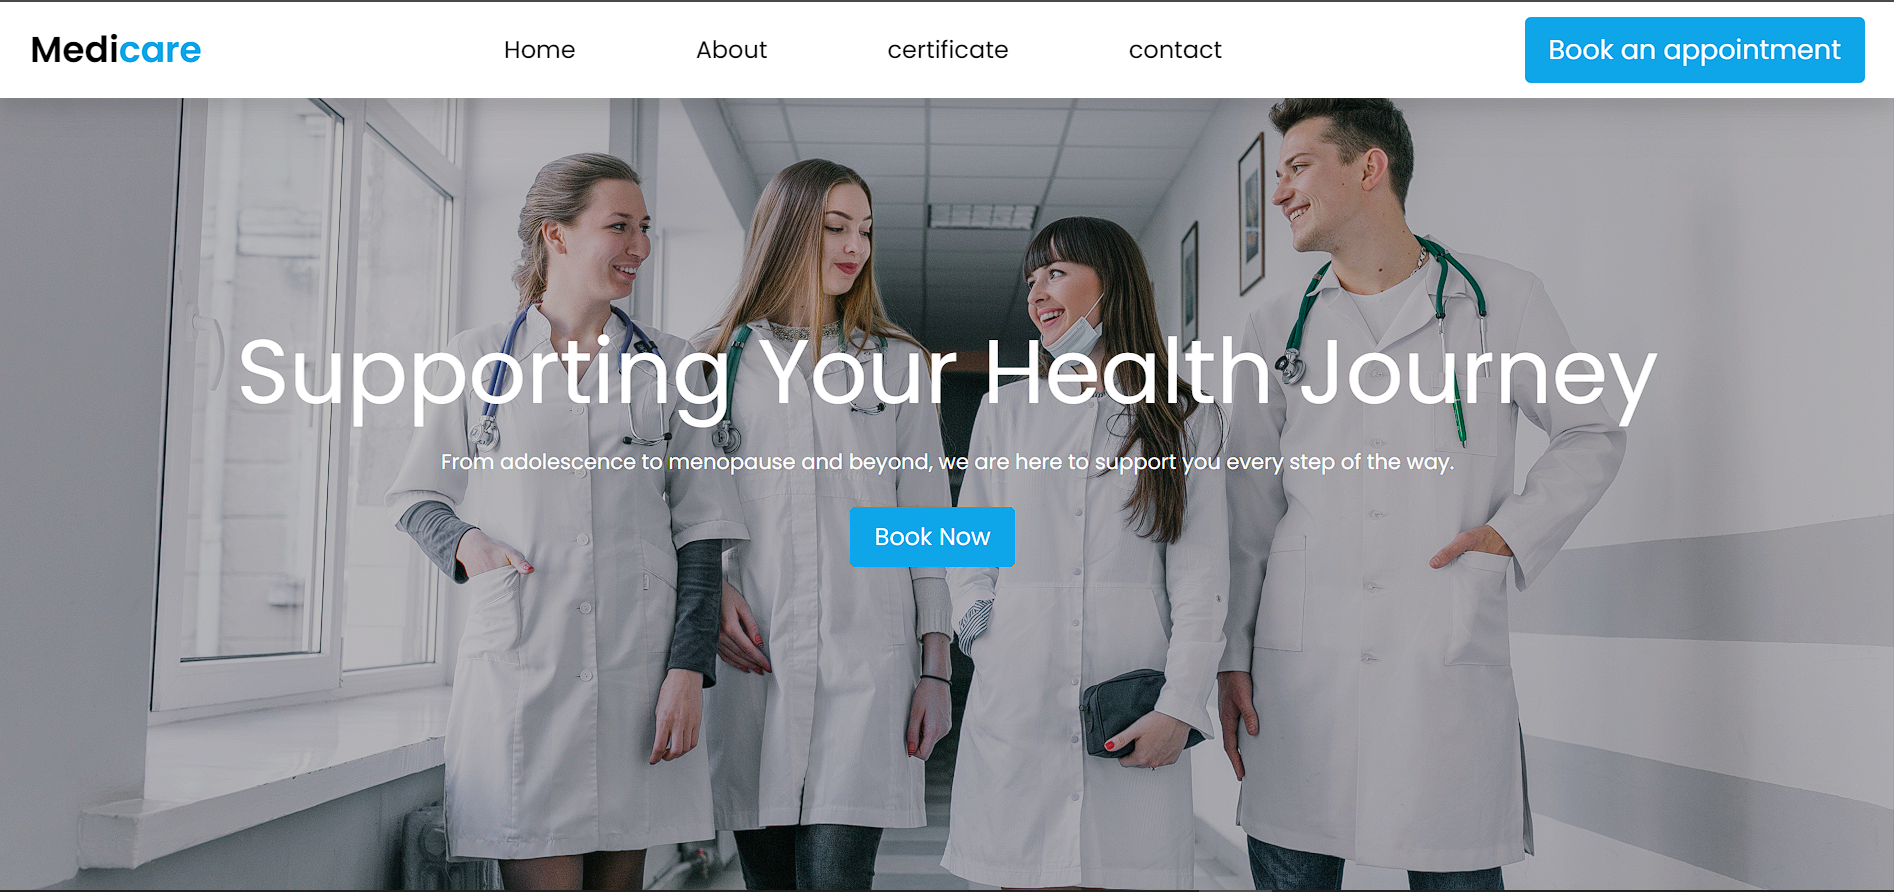 Medicare
Home
About
certificate
contact
Book an appointment
Supporting Your Health Journey
From adolescence to menopause and beyond, we are here to support you every step of the way.
Book Now